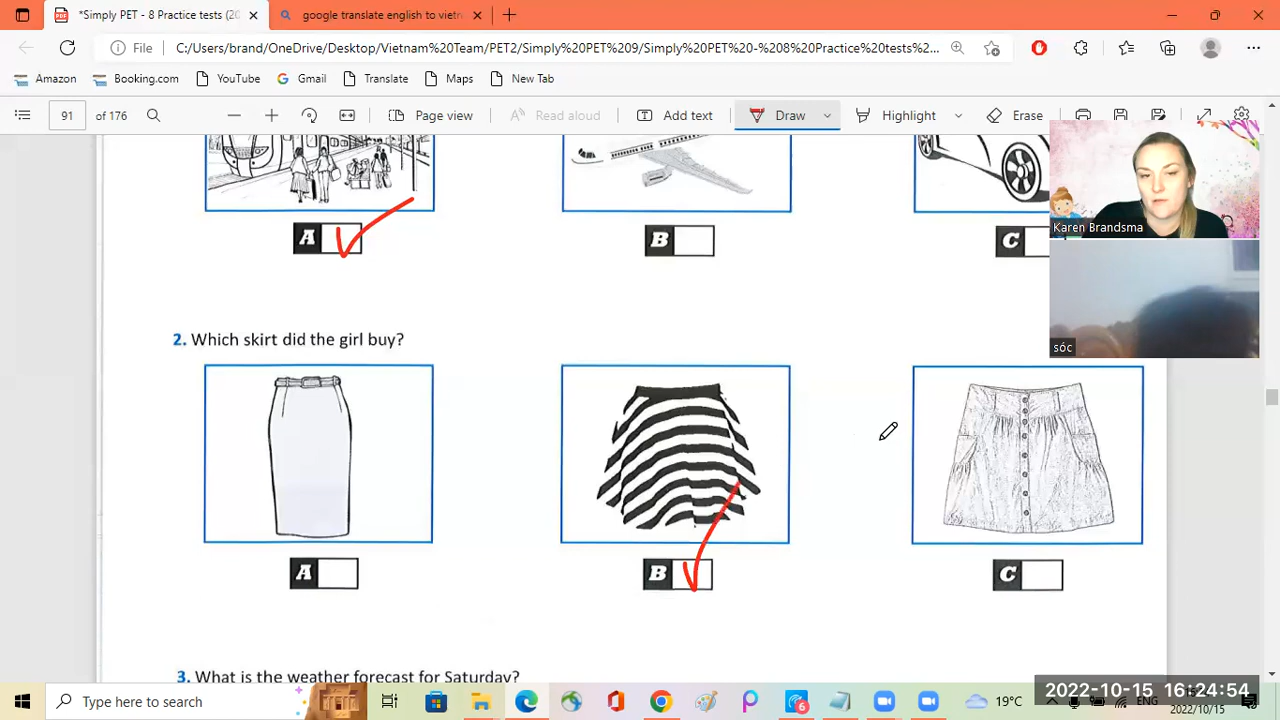 *Simply PET - Practice tests (20
google translate english to vietn
File
C:/Users/brand/OneDrive/Desktop/Vietnam%20Team/PET2/Simply%20PET%209/Simply%20PET%20-%208%20Practice%20tests%2...
Amazon
Booking.com
YouTube
Gmail
Translate
Maps
New Tab
91 of 176
Page view
Read aloud
Add text
Draw
Highlight
Erase
Karen Brandsma
A
B
C
sóc
2. Which skirt did the girl buy?
A
B
C
3. What is the weather forecast for Saturday?
Type here to search
6
19°C
ENG
2022-10-15 16:24:54
2022/10/15